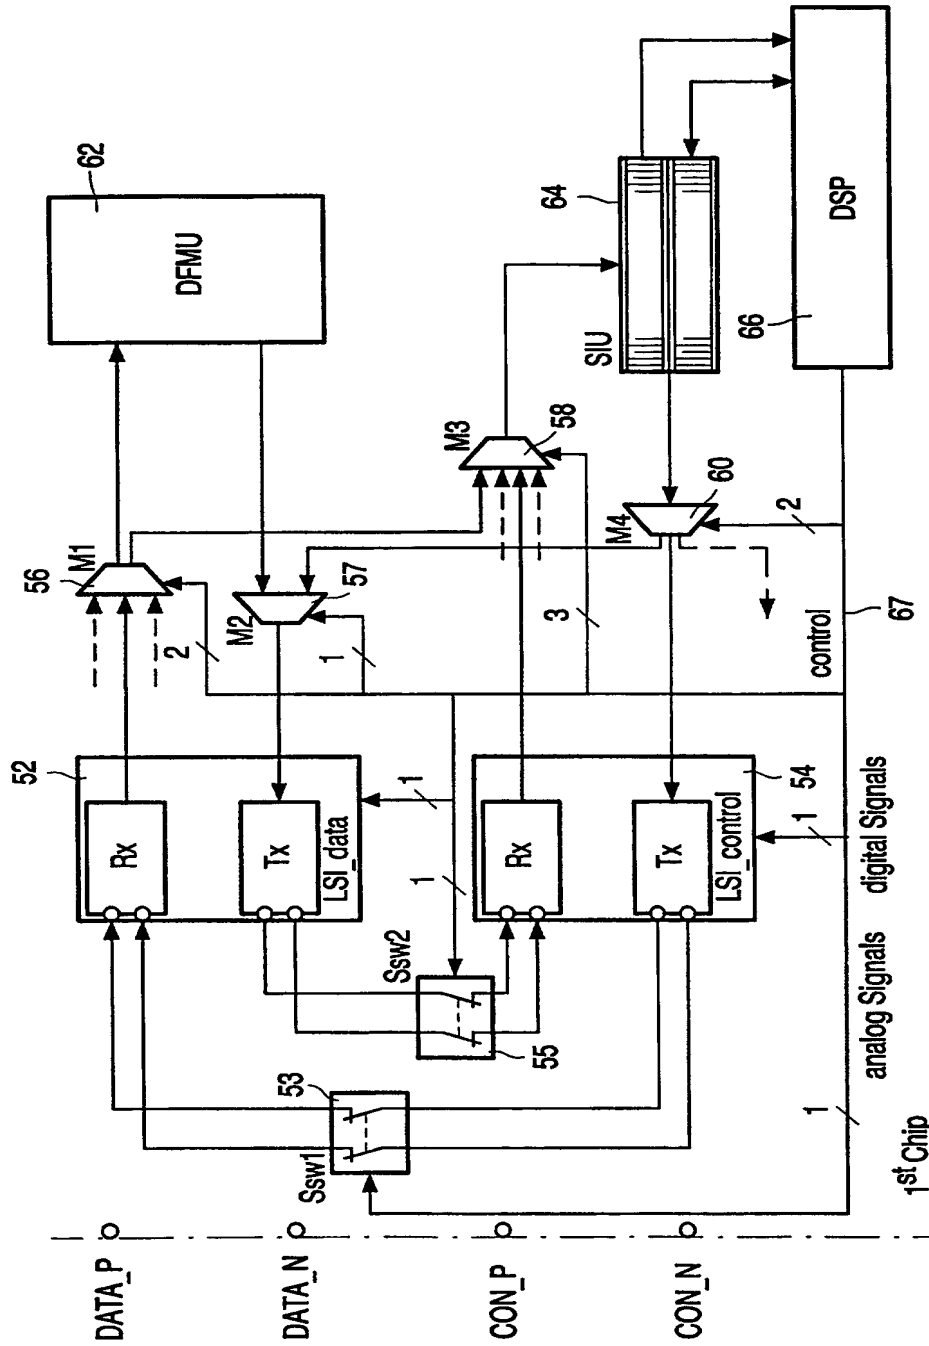 DATA_P
DATA_N
CON_P
CON_N
1st Chip
analog Signals
digital Signals
Ssw1
53
1
Ssw2
55
52
Rx
Tx
LSI_data
1
1
Rx
Tx
LSI_control
54
1
56
M1
2
M2
57
1
M3
58
3
M4
60
2
control
67
62
DFMU
SIU
64
66
DSP